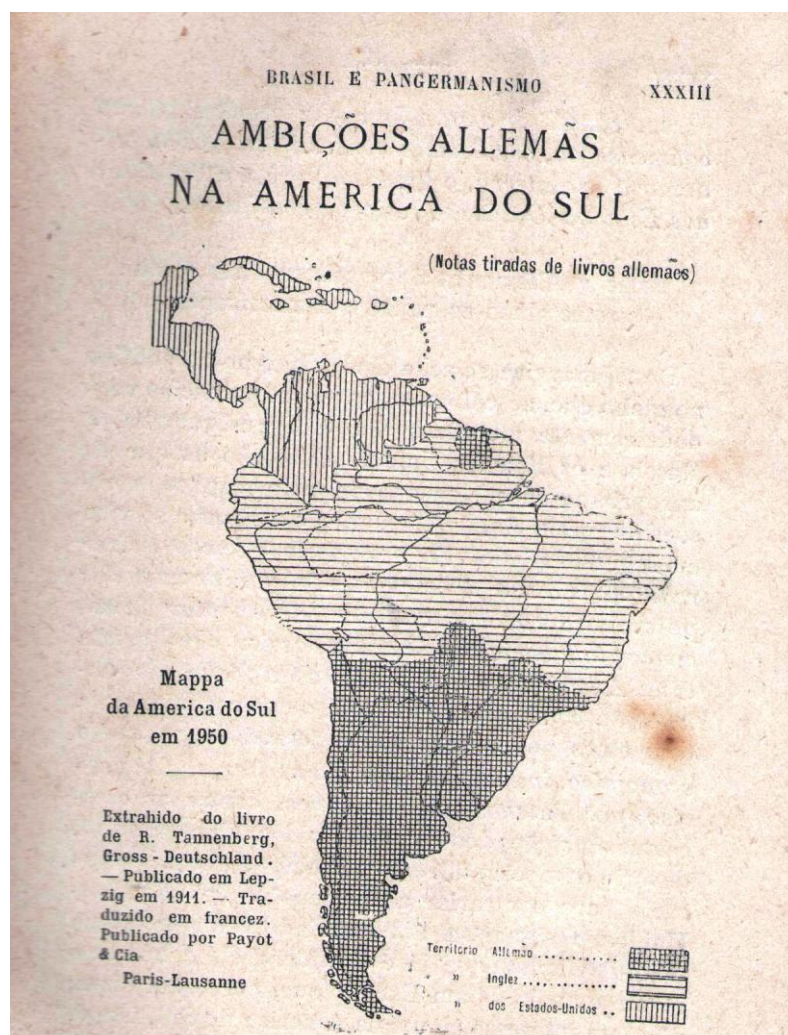 BRASIL E PANGERMANISMO XXXIII
AMBIÇÕES ALLEMÃS
NA AMERICA DO SUL
(Notas tiradas de livros allemães)
Mappa
da America do Sul
em 1950
Extrahido do livro
de R. Tannenberg,
Gross - Deutschland.
— Publicado em Lep-
zig em 1911. — Tra-
duzido em francez.
Publicado por Payot
& Cia
Paris-Lausanne
Territorio Allemão ............
" " Inglez ..............
" dos Estados-Unidos ..